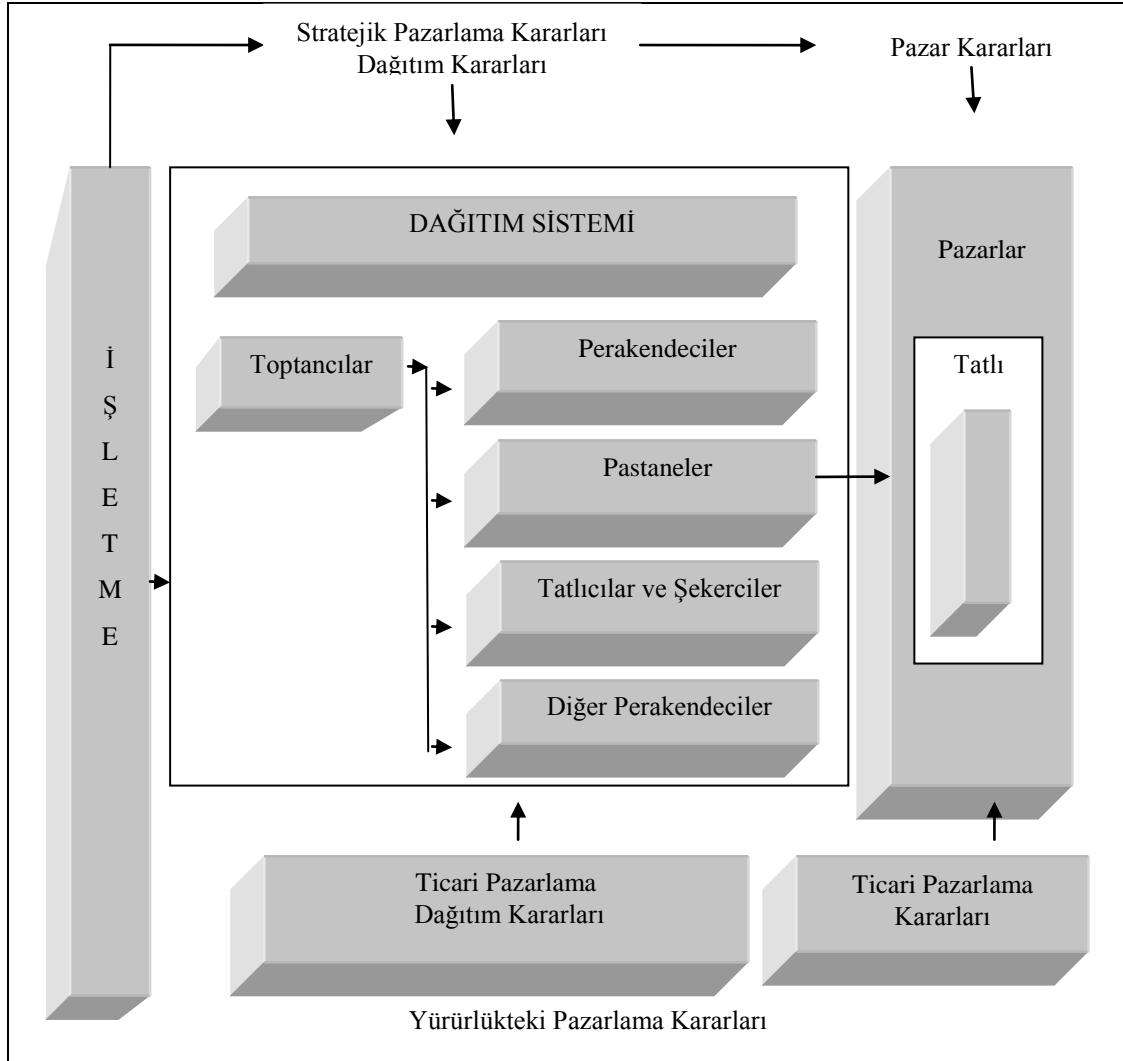 Stratejik Pazarlama Kararları
Dağıtım Kararları
Pazar Kararları
DAĞITIM SİSTEMİ
Pazarlar
İ
Ş
L
E
T
M
E
Toptancılar
Perakendeciler
Tatlı
Pastaneler
Tatlıcılar ve Şekerciler
Diğer Perakendeciler
Ticari Pazarlama
Dağıtım Kararları
Ticari Pazarlama
Kararları
Yürürlükteki Pazarlama Kararları